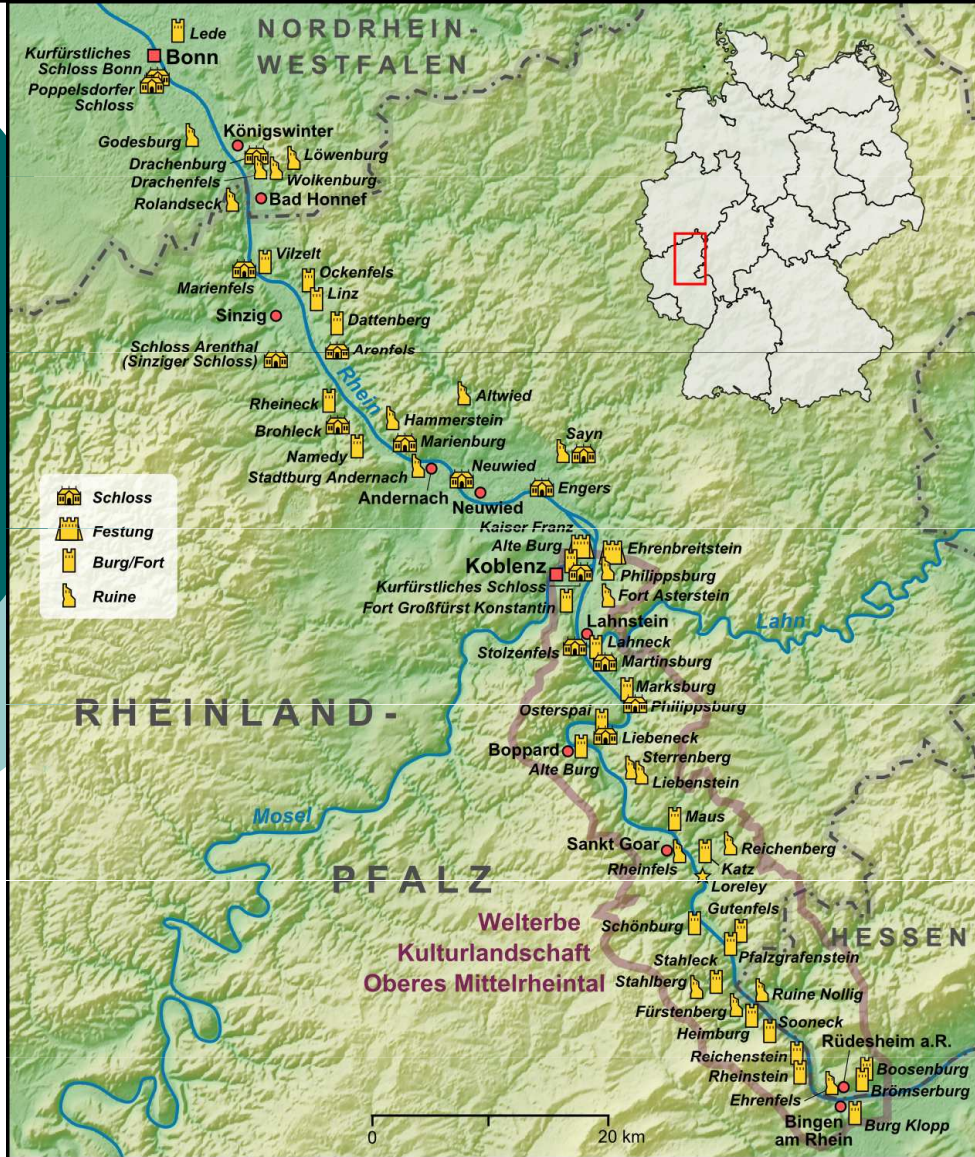 NORDRHEIN-
WESTFALEN
Lede
Kurfürstliches
Schloss Bonn
Bonn
Poppelsdorfer
Schloss
Godesburg
Königswinter
Drachenburg
Löwenburg
Drachenfels
Wolkenburg
Rolandseck
Bad Honnef
Vilzelt
Marienfels
Ockenfels
Linz
Sinzig
Dattenberg
Schloss Arenthal
(Sinziger Schloss)
Arenfels
Rhein
Rheineck
Altwied
Hammerstein
Brohleck
Marienburg
Sayn
Namedy
Stadtburg Andernach
Neuwied
Andernach
Neuwied
Engers
Schloss
Festung
Burg/Fort
Ruine
Kaiser Franz
Alte Burg
Ehrenbreitstein
Koblenz
Philippsburg
Kurfürstliches Schloss
Fort Asterstein
Fort Großfürst Konstantin
Lahnstein
Lahn
Lahneck
Stolzenfels
Martinsburg
Marksburg
RHEINLAND-
Osterspai
Philippsburg
Liebeneck
Boppard
Sterrenberg
Alte Burg
Liebenstein
Mosel
Maus
Sankt Goar
Reichenberg
Rheinfels
Katz
PFALZ
Loreley
Gutenfels
Welterbe
Kulturlandschaft
Oberes Mittelrheintal
Schönburg
HESSEN
Pfalzgrafenstein
Stahleck
Stahlberg
Ruine Nollig
Fürstenberg
Sooneck
Heimburg
Rüdesheim a.R.
Reichenstein
Boosenburg
Rheinstein
Brömserburg
Ehrenfels
Bingen
am Rhein
Burg Klopp
0
20 km